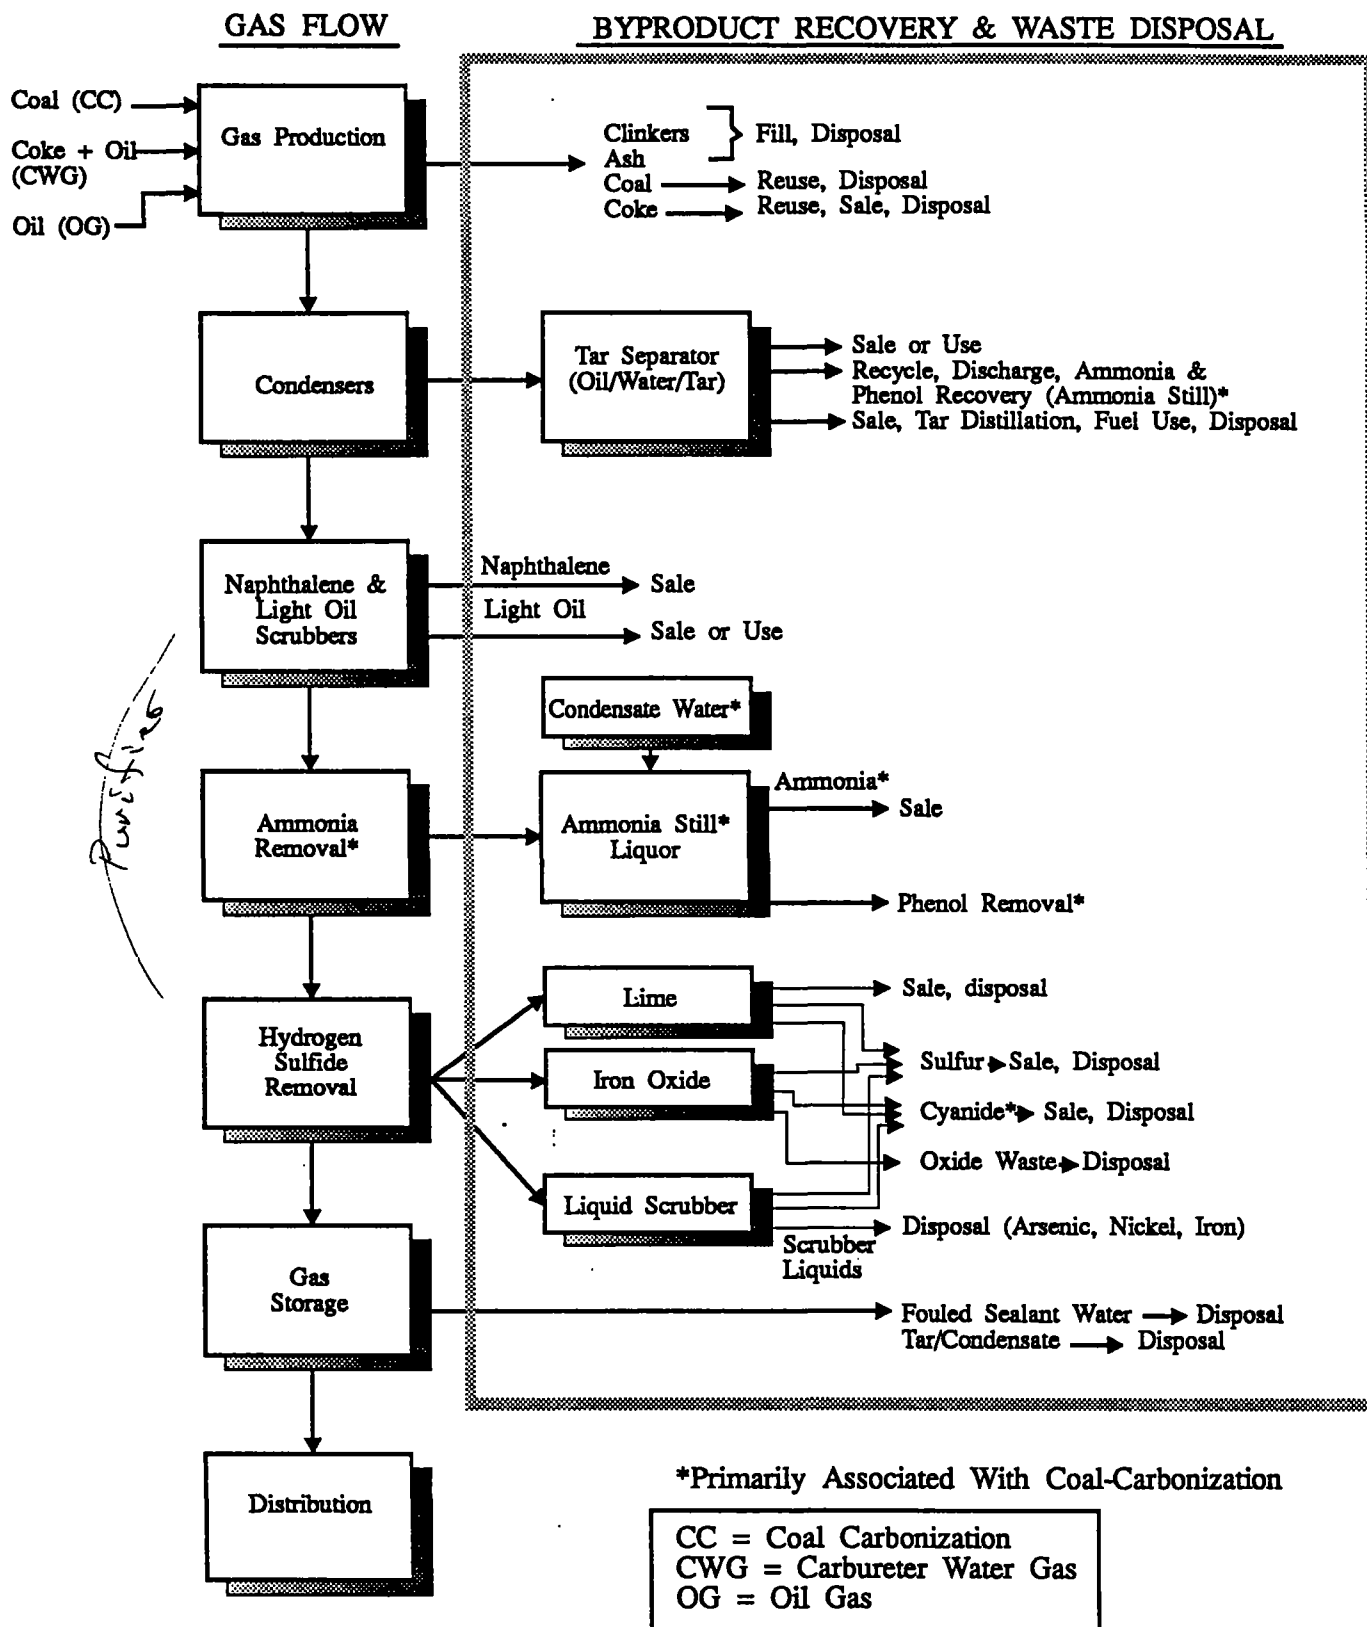 GAS FLOW
BYPRODUCT RECOVERY & WASTE DISPOSAL
Coal (CC)
Coke + Oil
(CWG)
Oil (OG)
Gas Production
Clinkers
Ash
Fill, Disposal
Coal
Reuse, Disposal
Coke
Reuse, Sale, Disposal
Condensers
Tar Separator
(Oil/Water/Tar)
Sale or Use
Recycle, Discharge, Ammonia &
Phenol Recovery (Ammonia Still)*
Sale, Tar Distillation, Fuel Use, Disposal
Naphthalene &
Light Oil
Scrubbers
Naphthalene
Sale
Light Oil
Sale or Use
Condensate Water*
Ammonia
Removal*
Ammonia Still*
Liquor
Ammonia*
Sale
Phenol Removal*
Hydrogen
Sulfide
Removal
Lime
Sale, disposal
Iron Oxide
Sulfur
Sale, Disposal
Cyanide*
Sale, Disposal
Oxide Waste
Disposal
Liquid Scrubber
Scrubber
Liquids
Disposal (Arsenic, Nickel, Iron)
Gas
Storage
Fouled Sealant Water
Disposal
Tar/Condensate
Disposal
Distribution
*Primarily Associated With Coal-Carbonization
CC = Coal Carbonization
CWG = Carbureter Water Gas
OG = Oil Gas